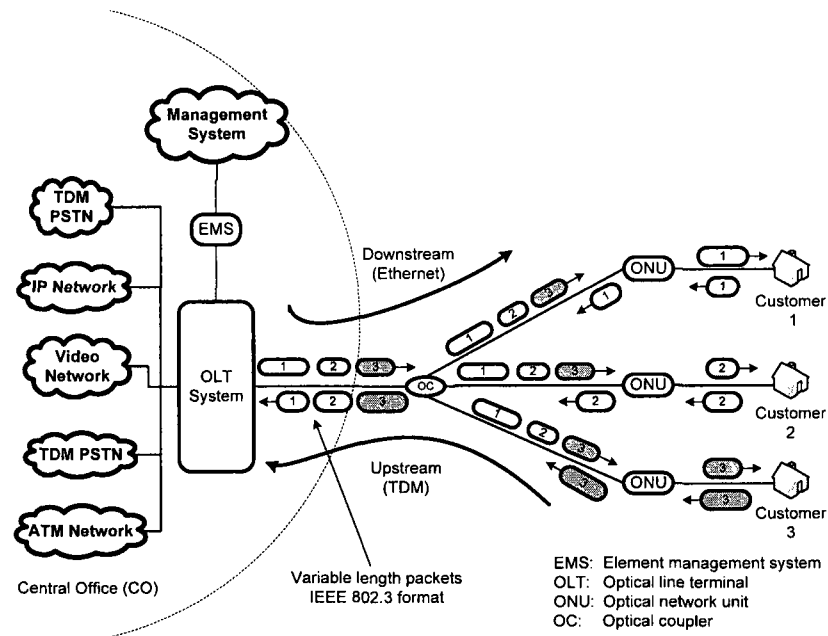 Management
System
TDM
PSTN
EMS
Downstream
(Ethernet)
IP Network
Video
Network
OLT
System
TDM PSTN
ATM Network
Central Office (CO)
1 2 3
1 2 3
OC
1 2 3
1
ONU
1
1
Customer
1
1 2 3
2
ONU
2
2
Customer
2
1 2 3
3
ONU
3
3
Customer
3
Upstream
(TDM)
Variable length packets
IEEE 802.3 format
EMS: Element management system
OLT: Optical line terminal
ONU: Optical network unit
OC: Optical coupler